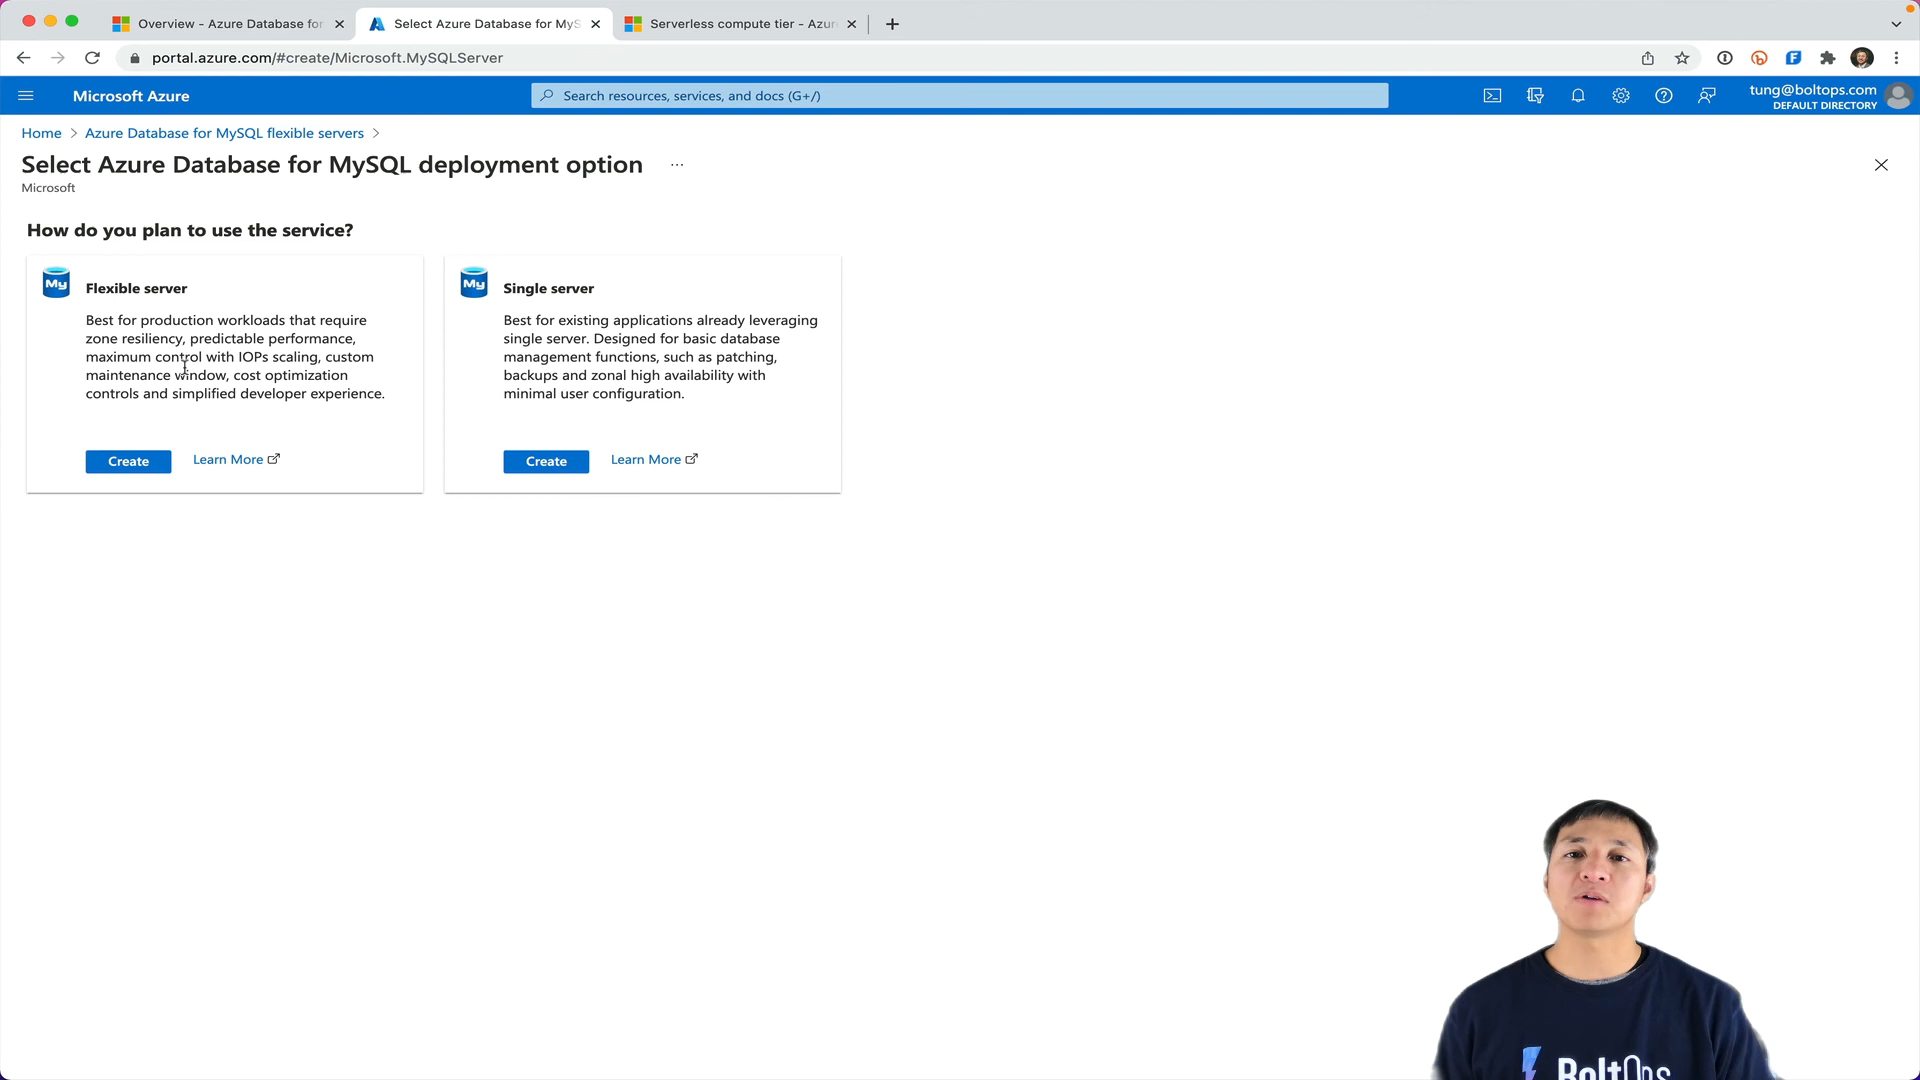 Overview - Azure Database for
Select Azure Database for MyS
Serverless compute tier - Azur
portal.azure.com/#create/Microsoft.MySQLServer
Microsoft Azure
Search resources, services, and docs (G+/)
tung@boltops.com
DEFAULT DIRECTORY
Home > Azure Database for MySQL flexible servers >
Select Azure Database for MySQL deployment option ...
Microsoft
How do you plan to use the service?
My
Flexible server
Best for production workloads that require
zone resiliency, predictable performance,
maximum control with IOPs scaling, custom
maintenance window, cost optimization
controls and simplified developer experience.
Create
Learn More
My
Single server
Best for existing applications already leveraging
single server. Designed for basic database
management functions, such as patching,
backups and zonal high availability with
minimal user configuration.
Create
Learn More
BoltOps